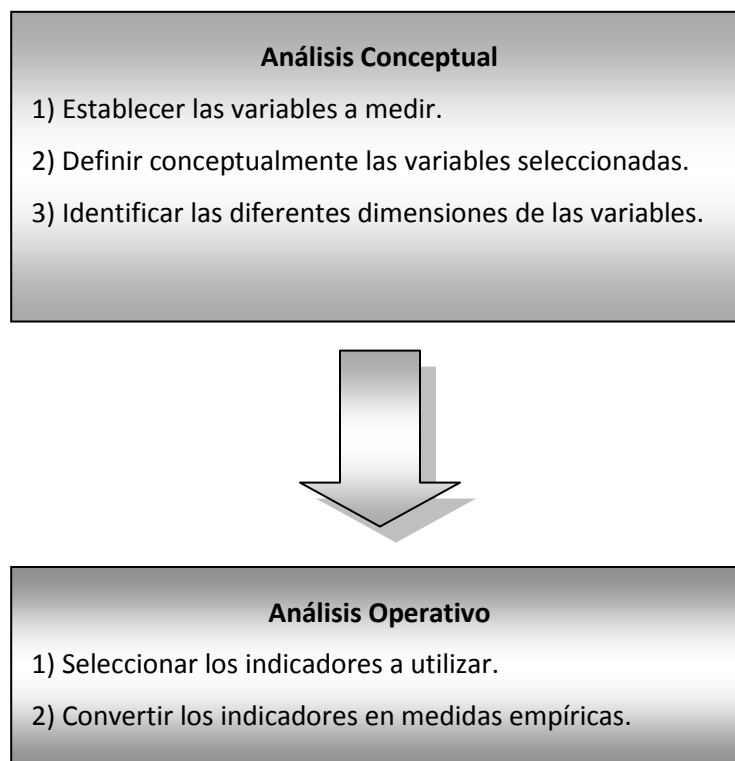 Análisis Conceptual
1) Establecer las variables a medir.
2) Definir conceptualmente las variables seleccionadas.
3) Identificar las diferentes dimensiones de las variables.
Análisis Operativo
1) Seleccionar los indicadores a utilizar.
2) Convertir los indicadores en medidas empíricas.